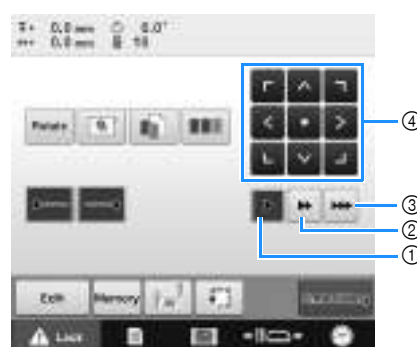 0.0 mm 0.0°
0.0 mm 10
④
Rotate
③
②
①
Edit Memory
Lock